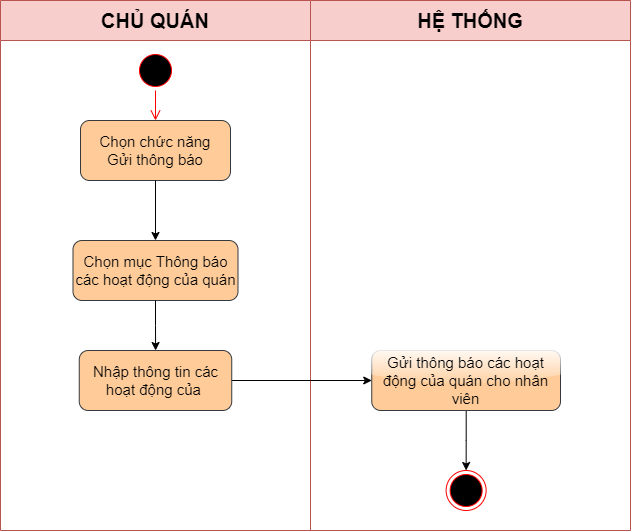 CHỦ QUÁN
HỆ THỐNG
Chọn chức năng
Gửi thông báo
Chọn mục Thông báo
các hoạt động của quán
Nhập thông tin các
hoạt động của
Gửi thông báo các hoạt
động của quán cho nhân
viên